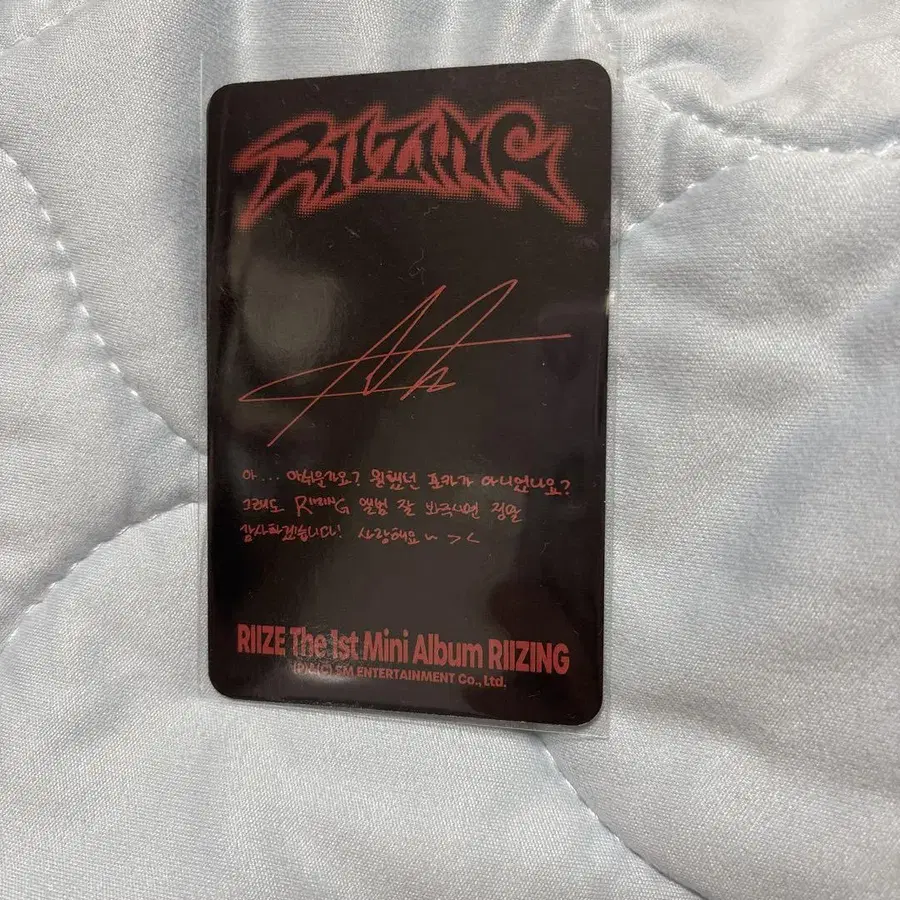 RIIZING
아... 아쉬운가요? 원했던 포카가 아니었나요?
그래도 RIIZING 앨범 잘 봐주시면 정말
감사하겠습니다! 사랑해요~ ><
RIIZE The 1st Mini Album RIIZING
(P)&(C) SM ENTERTAINMENT Co., Ltd.